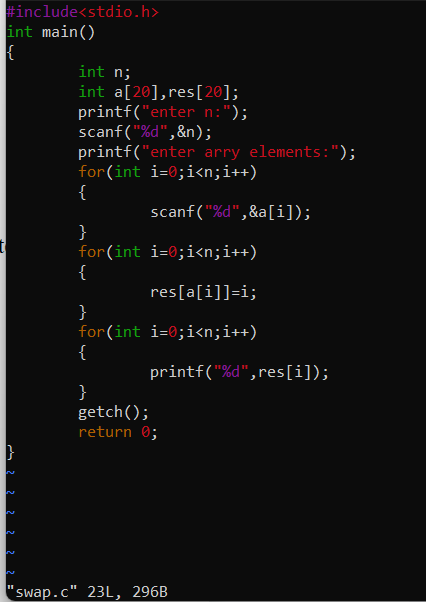 #include<stdio.h>
int main()
{
        int n;
        int a[20],res[20];
        printf("enter n:");
        scanf("%d",&n);
        printf("enter arry elements:");
        for(int i=0;i<n;i++)
        {
                scanf("%d",&a[i]);
        }
        for(int i=0;i<n;i++)
        {
                res[a[i]]=i;
        }
        for(int i=0;i<n;i++)
        {
                printf("%d",res[i]);
        }
        getch();
        return 0;
}
~
~
~
~
~
~
"swap.c" 23L, 296B